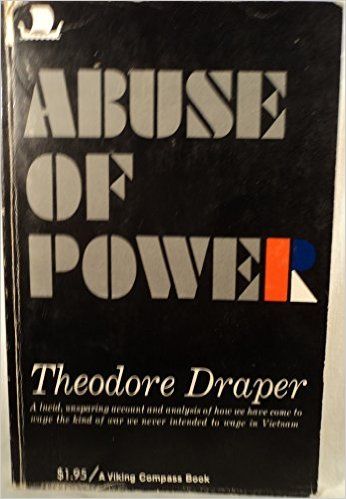 ABUSE
OF
POWER
Theodore Draper
A lucid, unsparing account and analysis of how we have come to
wage the kind of war we never intended to wage in Vietnam
$1.95/A Viking Compass Book